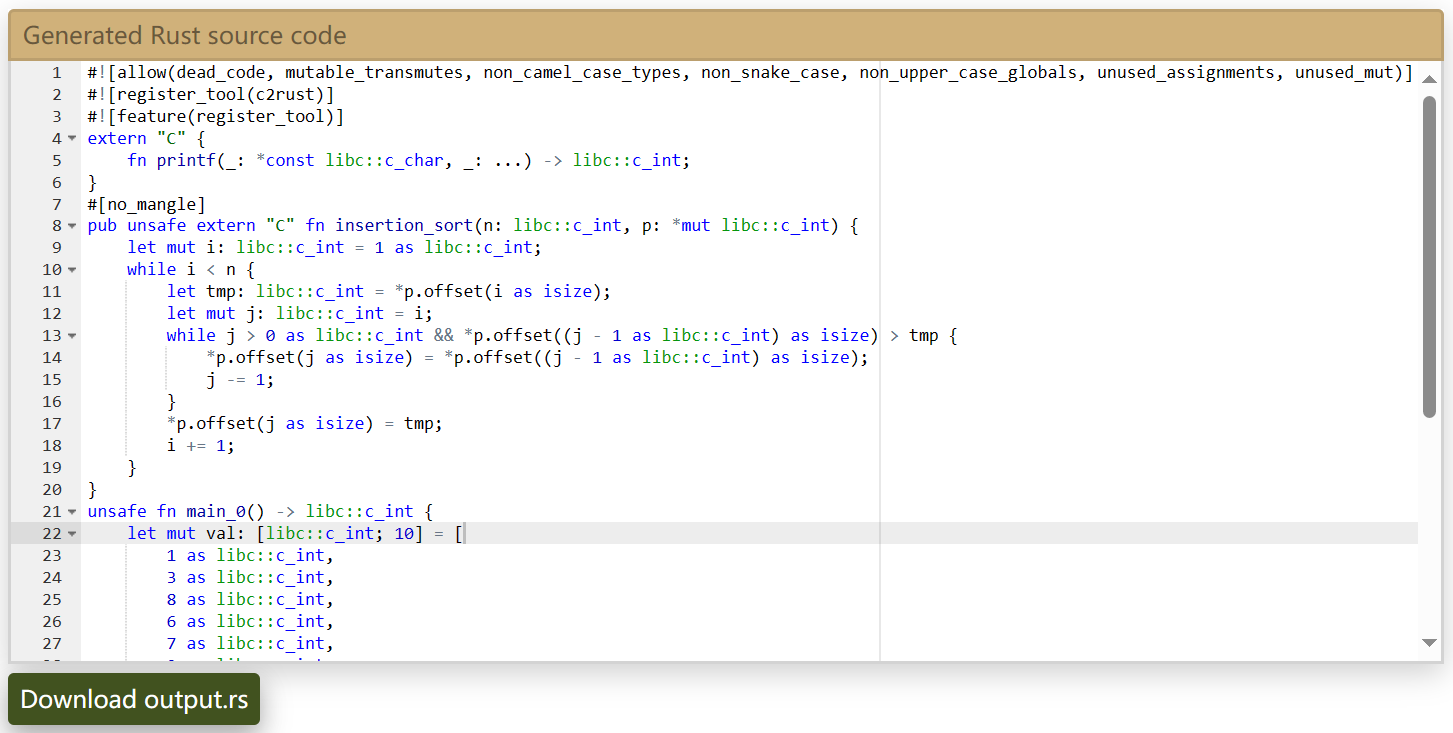 Generated Rust source code
1 #![allow(dead_code, mutable_transmutes, non_camel_case_types, non_snake_case, non_upper_case_globals, unused_assignments, unused_mut)]
2 #![register_tool(c2rust)]
3 #![feature(register_tool)]
4 extern "C" {
5     fn printf(_: *const libc::c_char, _: ...) -> libc::c_int;
6 }
7 #[no_mangle]
8 pub unsafe extern "C" fn insertion_sort(n: libc::c_int, p: *mut libc::c_int) {
9     let mut i: libc::c_int = 1 as libc::c_int;
10     while i < n {
11         let tmp: libc::c_int = *p.offset(i as isize);
12         let mut j: libc::c_int = i;
13         while j > 0 as libc::c_int && *p.offset((j - 1 as libc::c_int) as isize) > tmp {
14             *p.offset(j as isize) = *p.offset((j - 1 as libc::c_int) as isize);
15             j -= 1;
16         }
17         *p.offset(j as isize) = tmp;
18         i += 1;
19     }
20 }
21 unsafe fn main_0() -> libc::c_int {
22     let mut val: [libc::c_int; 10] = [
23         1 as libc::c_int,
24         3 as libc::c_int,
25         8 as libc::c_int,
26         6 as libc::c_int,
27         7 as libc::c_int,
Download output.rs